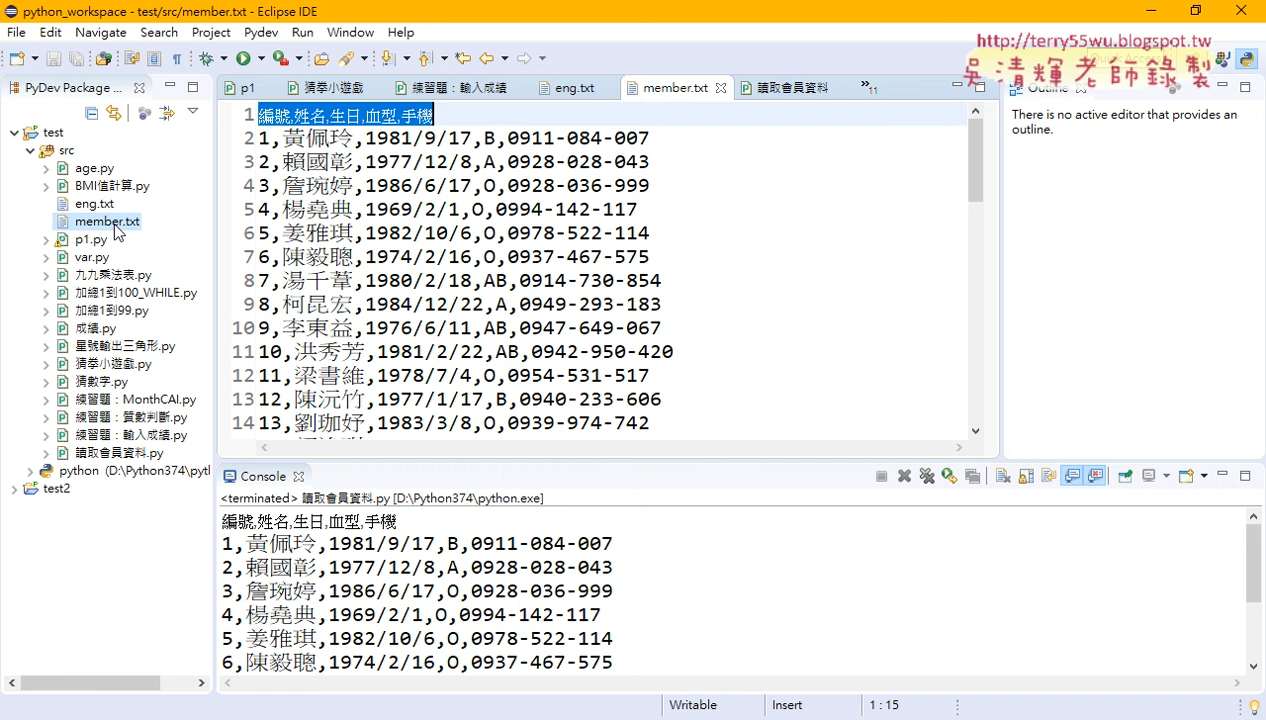 python_workspace - test/src/member.txt - Eclipse IDE
File Edit Navigate Search Project Pydev Run Window Help
http://terry55wu.blogspot.tw
吳清輝老師錄製
PyDev Package ...
p1 猜拳小遊戲 練習題：輸入成績 eng.txt member.txt 讀取會員資料 »11
Outline
There is no active editor that provides an
outline.
test
src
age.py
BMI值計算.py
eng.txt
member.txt
p1.py
var.py
九九乘法表.py
加總1到100_WHILE.py
加總1到99.py
成績.py
星號輸出三角形.py
猜拳小遊戲.py
猜數字.py
練習題：MonthCAl.py
練習題：質數判斷.py
練習題：輸入成績.py
讀取會員資料.py
python (D:\Python374\pytl
test2
1 編號,姓名,生日,血型,手機
2 1,黃佩玲,1981/9/17,B,0911-084-007
3 2,賴國彰,1977/12/8,A,0928-028-043
4 3,詹琬婷,1986/6/17,O,0928-036-999
5 4,楊堯典,1969/2/1,O,0994-142-117
6 5,姜雅琪,1982/10/6,O,0978-522-114
7 6,陳毅聰,1974/2/16,O,0937-467-575
8 7,湯千葦,1980/2/18,AB,0914-730-854
9 8,柯昆宏,1984/12/22,A,0949-293-183
10 9,李東益,1976/6/11,AB,0947-649-067
11 10,洪秀芳,1981/2/22,AB,0942-950-420
12 11,梁書維,1978/7/4,O,0954-531-517
13 12,陳沅竹,1977/1/17,B,0940-233-606
14 13,劉珈妤,1983/3/8,O,0939-974-742
Console
<terminated> 讀取會員資料.py [D:\Python374\python.exe]
編號,姓名,生日,血型,手機
1,黃佩玲,1981/9/17,B,0911-084-007
2,賴國彰,1977/12/8,A,0928-028-043
3,詹琬婷,1986/6/17,O,0928-036-999
4,楊堯典,1969/2/1,O,0994-142-117
5,姜雅琪,1982/10/6,O,0978-522-114
6,陳毅聰,1974/2/16,O,0937-467-575
Writable Insert 1 : 15